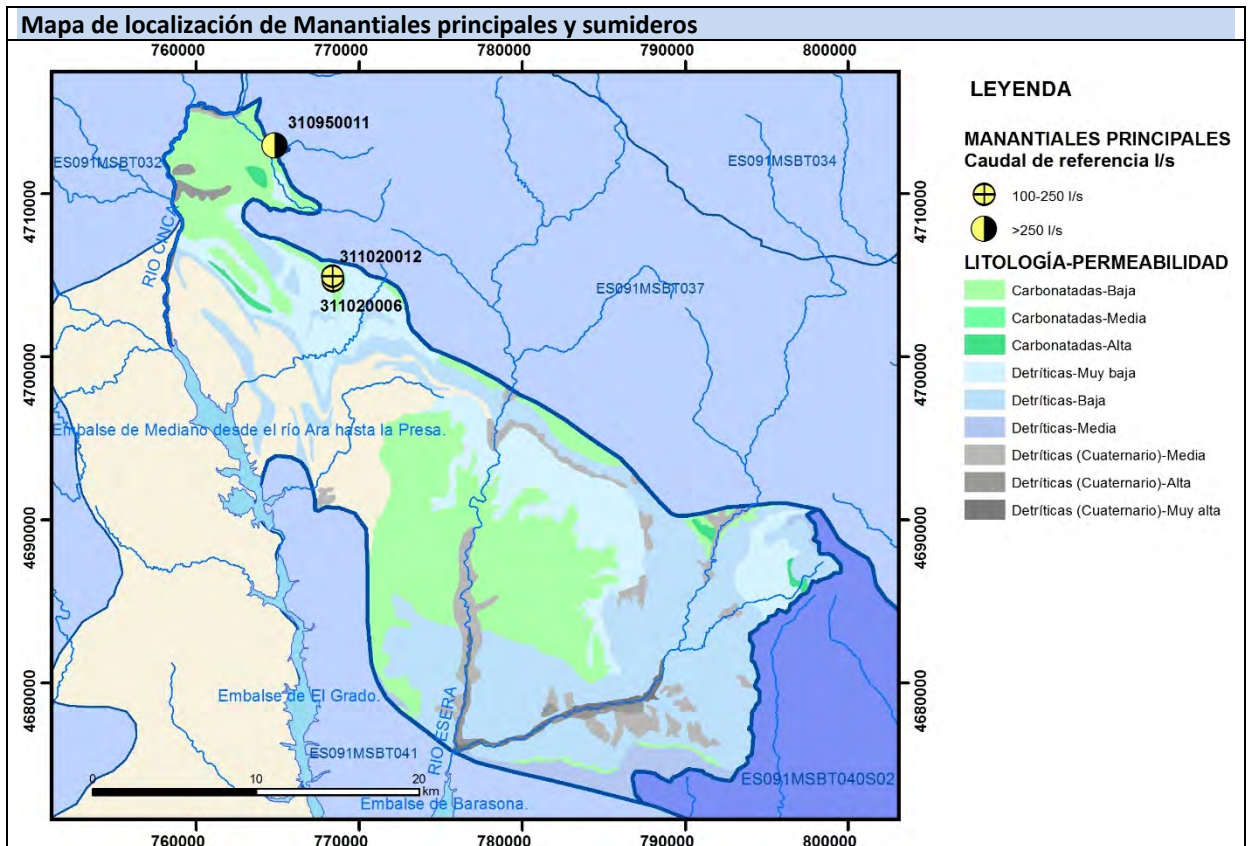 Mapa de localización de Manantiales principales y sumideros
760000 770000 780000 790000 800000
LEYENDA
MANANTIALES PRINCIPALES
Caudal de referencia l/s
100-250 l/s
>250 l/s
LITOLOGÍA-PERMEABILIDAD
Carbonatadas-Baja
Carbonatadas-Media
Carbonatadas-Alta
Detríticas-Muy baja
Detríticas-Baja
Detríticas-Media
Detríticas (Cuaternario)-Media
Detríticas (Cuaternario)-Alta
Detríticas (Cuaternario)-Muy alta
310950011
ES091MSBT032
ES091MSBT034
4710000
4710000
RIO CINCA
311020012
ES091MSBT037
311020006
4700000
4700000
Embalse de Mediano desde el río Ara hasta la Presa.
4690000
4690000
4680000
4680000
Embalse de El Grado.
RIO ESERA
ES091MSBT041
ES091MSBT040S02
0 10 20
km
Embalse de Barasona.
760000 770000 780000 790000 800000